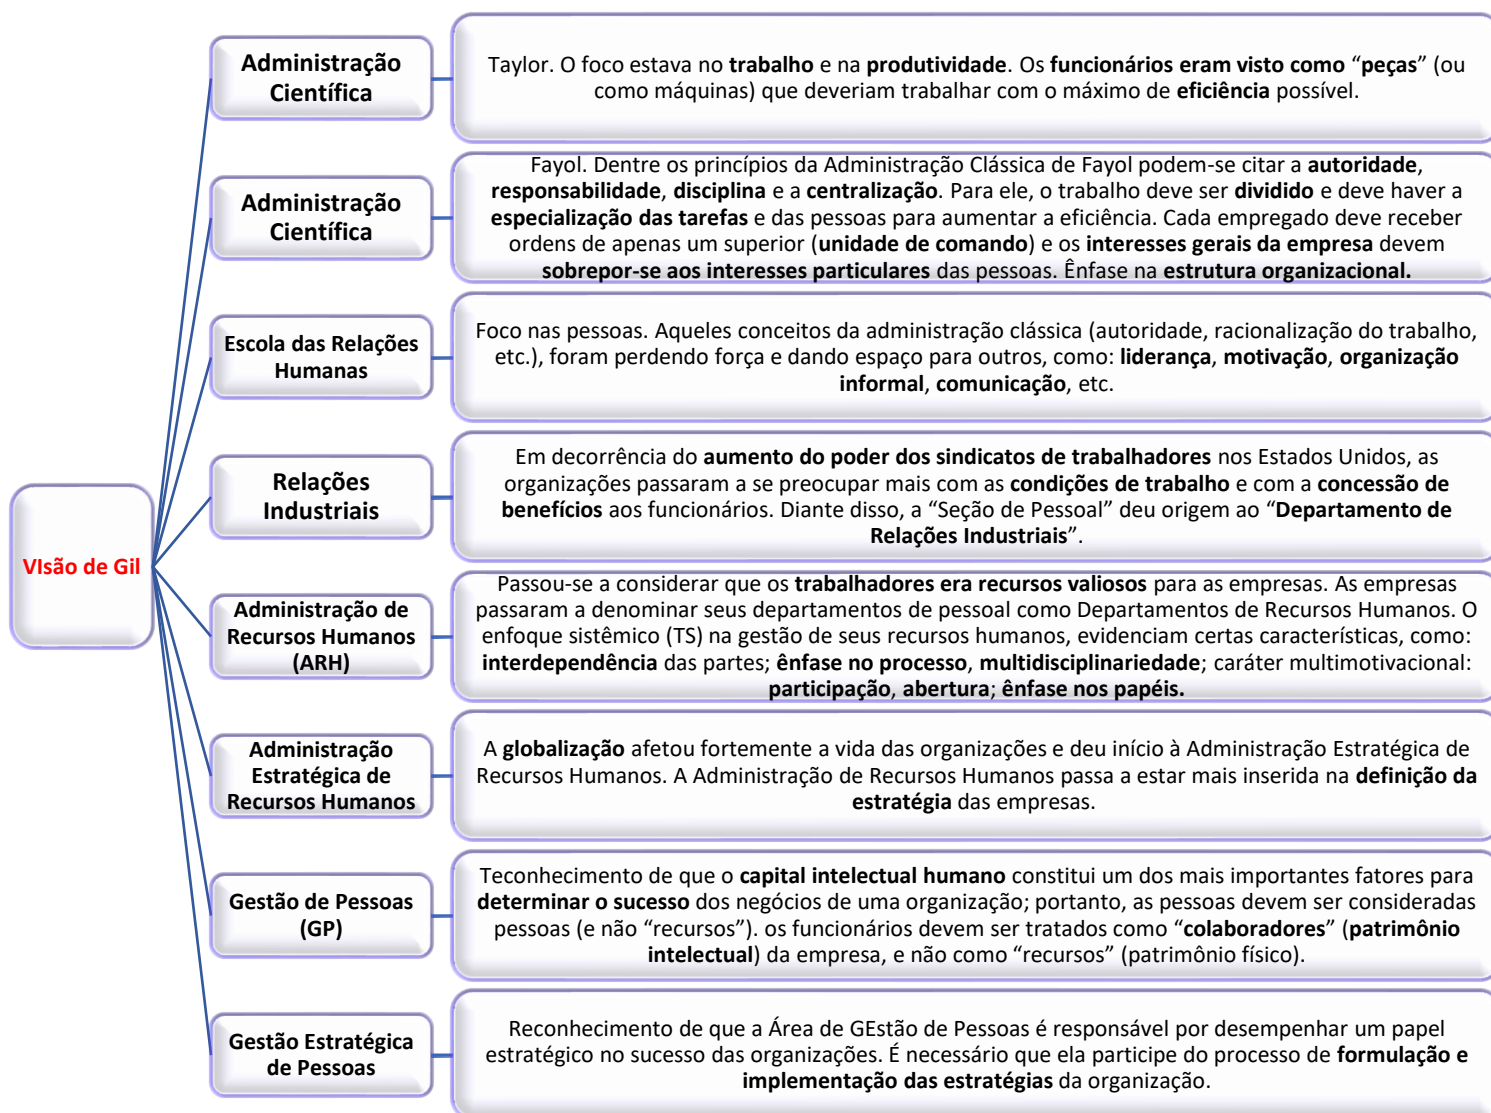 VIsão de Gil
Administração
Científica
Taylor. O foco estava no trabalho e na produtividade. Os funcionários eram visto como “peças” (ou
como máquinas) que deveriam trabalhar com o máximo de eficiência possível.
Administração
Científica
Fayol. Dentre os princípios da Administração Clássica de Fayol podem-se citar a autoridade,
responsabilidade, disciplina e a centralização. Para ele, o trabalho deve ser dividido e deve haver a
especialização das tarefas e das pessoas para aumentar a eficiência. Cada empregado deve receber
ordens de apenas um superior (unidade de comando) e os interesses gerais da empresa devem
sobrepor-se aos interesses particulares das pessoas. Ênfase na estrutura organizacional.
Escola das Relações
Humanas
Foco nas pessoas. Aqueles conceitos da administração clássica (autoridade, racionalização do trabalho,
etc.), foram perdendo força e dando espaço para outros, como: liderança, motivação, organização
informal, comunicação, etc.
Relações
Industriais
Em decorrência do aumento do poder dos sindicatos de trabalhadores nos Estados Unidos, as
organizações passaram a se preocupar mais com as condições de trabalho e com a concessão de
benefícios aos funcionários. Diante disso, a “Seção de Pessoal” deu origem ao “Departamento de
Relações Industriais”.
Administração de
Recursos Humanos
(ARH)
Passou-se a considerar que os trabalhadores era recursos valiosos para as empresas. As empresas
passaram a denominar seus departamentos de pessoal como Departamentos de Recursos Humanos. O
enfoque sistêmico (TS) na gestão de seus recursos humanos, evidenciam certas características, como:
interdependência das partes; ênfase no processo, multidisciplinariedade; caráter multimotivacional:
participação, abertura; ênfase nos papéis.
Administração
Estratégica de
Recursos Humanos
A globalização afetou fortemente a vida das organizações e deu início à Administração Estratégica de
Recursos Humanos. A Administração de Recursos Humanos passa a estar mais inserida na definição da
estratégia das empresas.
Gestão de Pessoas
(GP)
Teconhecimento de que o capital intelectual humano constitui um dos mais importantes fatores para
determinar o sucesso dos negócios de uma organização; portanto, as pessoas devem ser consideradas
pessoas (e não “recursos”). os funcionários devem ser tratados como “colaboradores” (patrimônio
intelectual) da empresa, e não como “recursos” (patrimônio físico).
Gestão Estratégica
de Pessoas
Reconhecimento de que a Área de GEstão de Pessoas é responsável por desempenhar um papel
estratégico no sucesso das organizações. É necessário que ela participe do processo de formulação e
implementação das estratégias da organização.